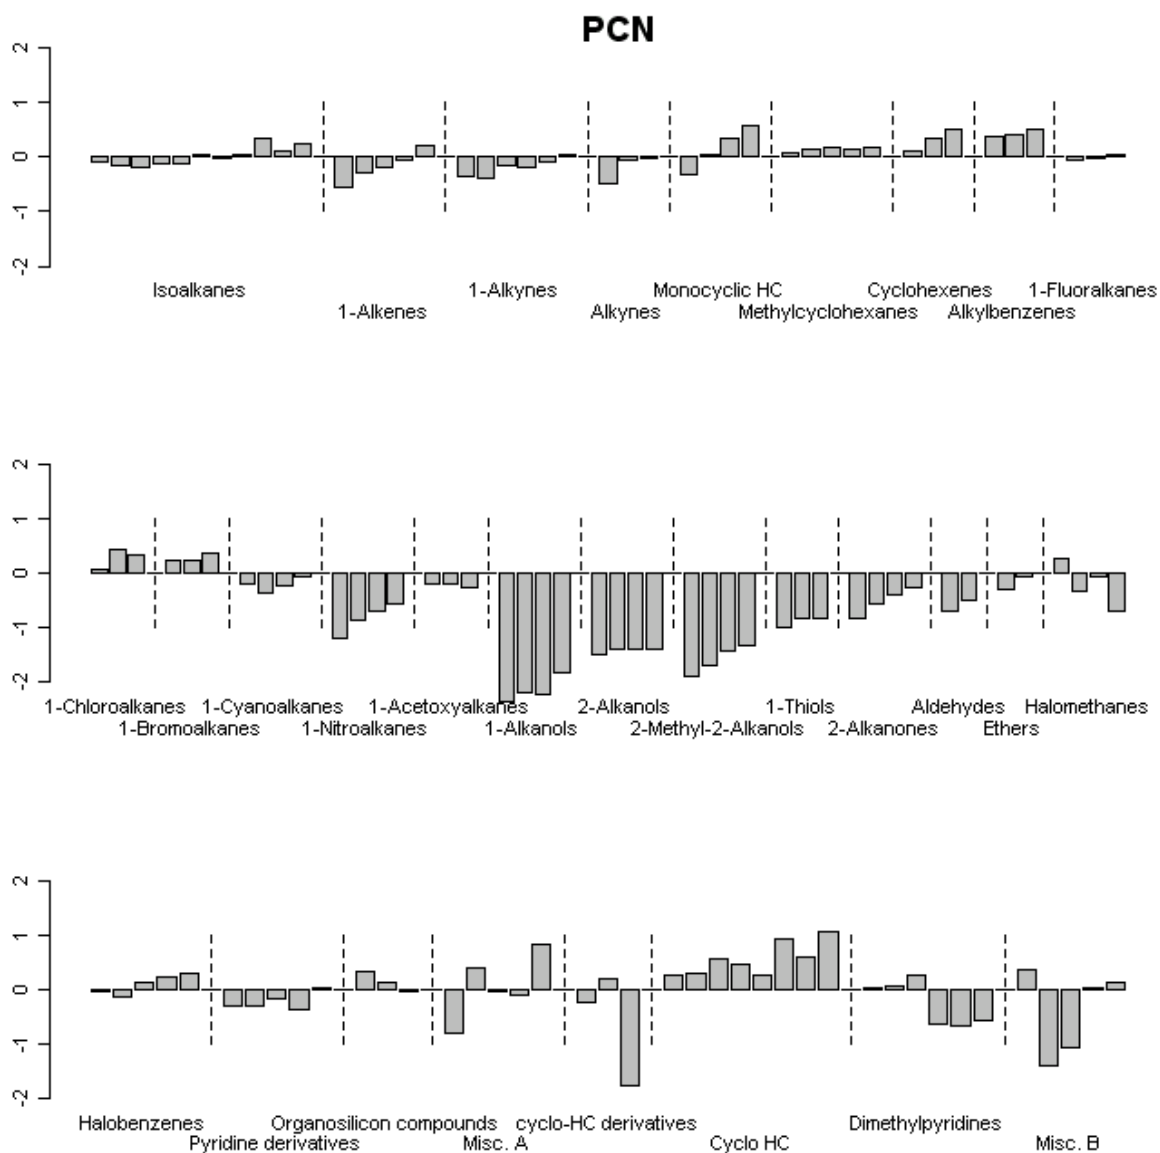 PCN
2
1
0
-1
-2
Isoalkanes 1-Alkynes Monocyclic HC Cyclohexenes 1-Fluoralkanes
1-Alkenes Alkynes Methylcyclohexanes Alkylbenzenes
2
1
0
-1
-2
1-Chloroalkanes 1-Cyanoalkanes 1-Acetoxyalkanes 2-Alkanols 1-Thiols Aldehydes Halomethanes
1-Bromoalkanes 1-Nitroalkanes 1-Alkanols 2-Methyl-2-Alkanols 2-Alkanones Ethers
2
1
0
-1
-2
Halobenzenes Organosilicon compounds cyclo-HC derivatives Dimethylpyridines
Pyridine derivatives Misc. A Cyclo HC Misc. B